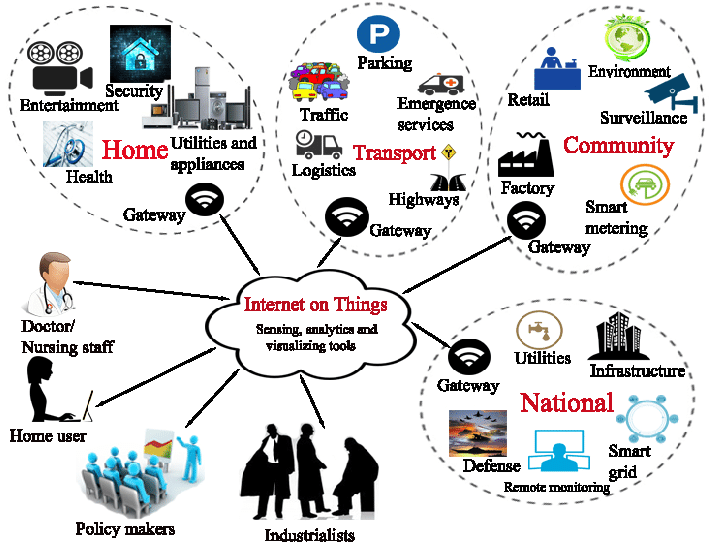 Entertainment
Security
Health
Home
Utilities and
appliances
Gateway
P
Parking
Traffic
Emergence
services
Logistics
Transport
Highways
Gateway
Environment
Retail
Surveillance
Community
Factory
Smart
metering
Gateway
Internet on Things
Sensing, analytics and
visualizing tools
Doctor/
Nursing staff
Home user
Policy makers
Industrialists
Gateway
Utilities
Infrastructure
National
Defense
Smart
grid
Remote monitoring